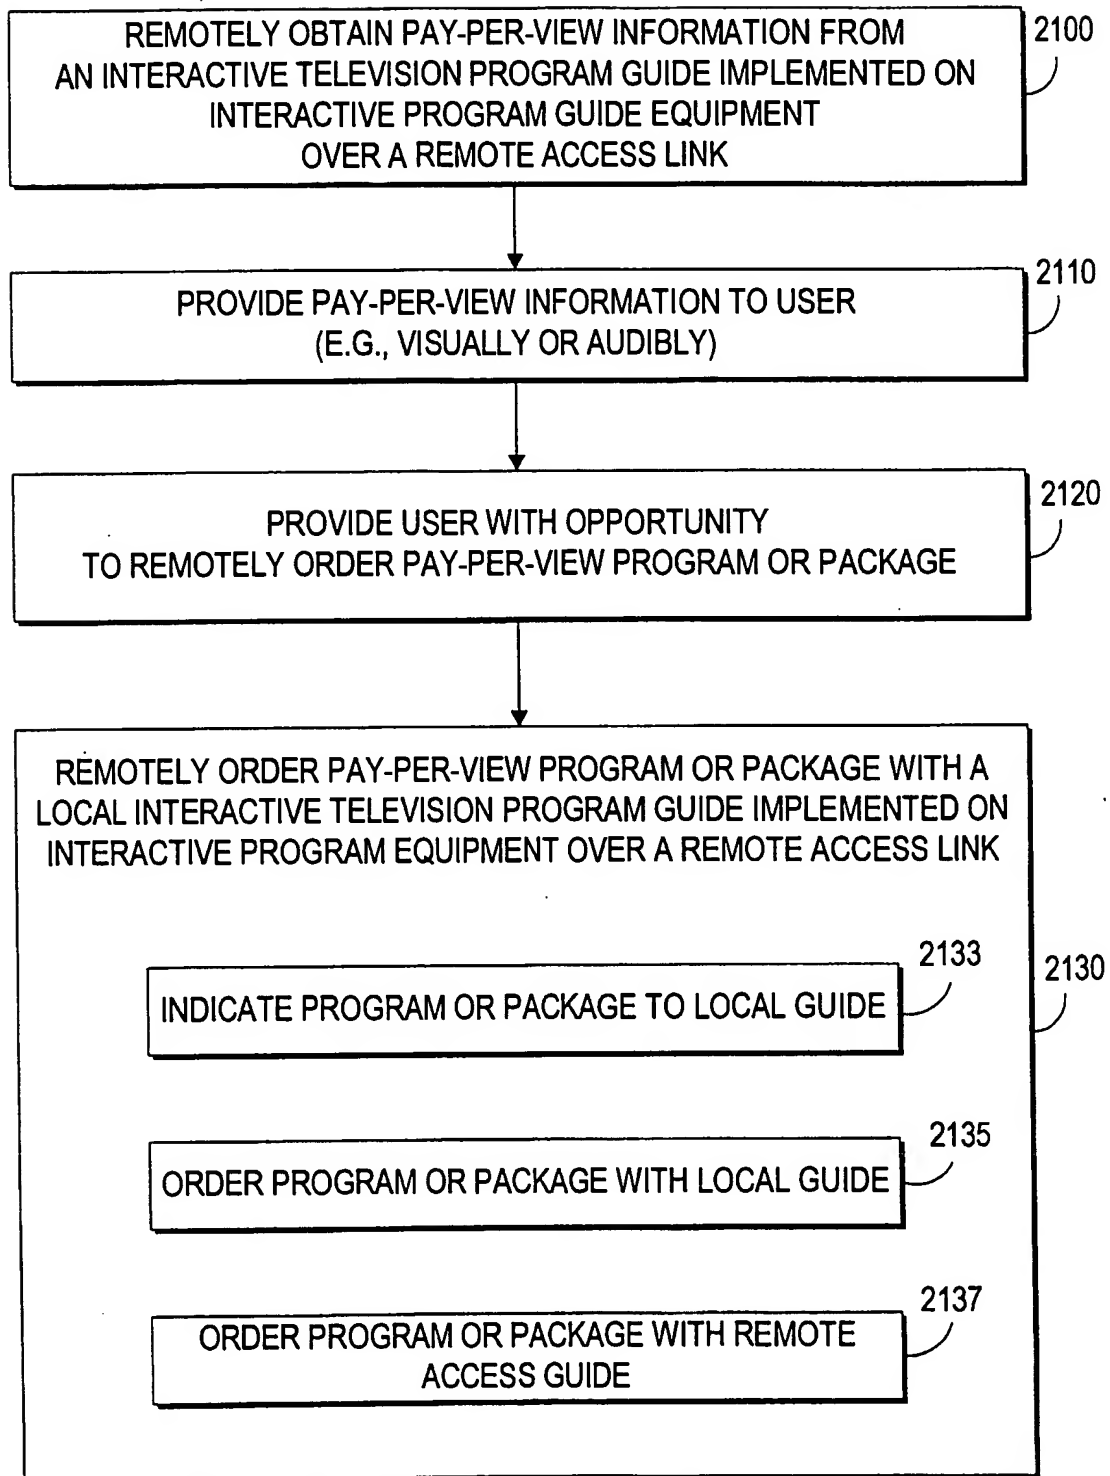 REMOTELY OBTAIN PAY-PER-VIEW INFORMATION FROM
AN INTERACTIVE TELEVISION PROGRAM GUIDE IMPLEMENTED ON
INTERACTIVE PROGRAM GUIDE EQUIPMENT
OVER A REMOTE ACCESS LINK
2100
PROVIDE PAY-PER-VIEW INFORMATION TO USER
(E.G., VISUALLY OR AUDIBLY)
2110
PROVIDE USER WITH OPPORTUNITY
TO REMOTELY ORDER PAY-PER-VIEW PROGRAM OR PACKAGE
2120
REMOTELY ORDER PAY-PER-VIEW PROGRAM OR PACKAGE WITH A
LOCAL INTERACTIVE TELEVISION PROGRAM GUIDE IMPLEMENTED ON
INTERACTIVE PROGRAM EQUIPMENT OVER A REMOTE ACCESS LINK
2130
INDICATE PROGRAM OR PACKAGE TO LOCAL GUIDE
2133
ORDER PROGRAM OR PACKAGE WITH LOCAL GUIDE
2135
ORDER PROGRAM OR PACKAGE WITH REMOTE
ACCESS GUIDE
2137